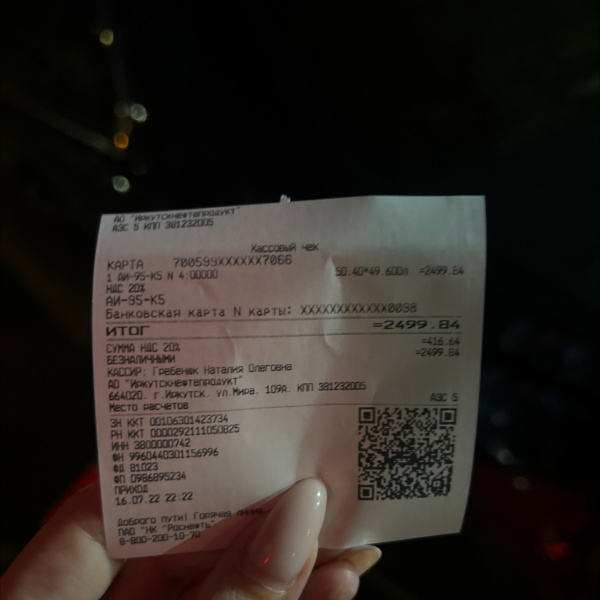 АО "Иркутскнефтепродукт"
АЗС 5 КПП 381232005
Кассовый чек
КАРТА 700599XXXXXX7066
1 АИ-95-К5 N 4:00000 50.40*49.600л =2499.84
НДС 20%
АИ-95-К5
Банковская карта N карты: XXXXXXXXXXXX0098
ИТОГ =2499.84
СУММА НДС 20% =416.64
БЕЗНАЛИЧНЫМИ =2499.84
КАССИР: Гребенюк Наталия Олеговна
АО "Иркутскнефтепродукт"
664020. г.Иркутск. ул.Мира. 109А. КПП 381232005
Место расчетов АЗС 5
ЗН ККТ 00106301423734
РН ККТ 0000292111050825
ИНН 3800000742
ФН 9960440301156996
ФД 81023
ФП 0986895234
ПРИХОД
16.07.22 22:22
Доброго пути! Горячая линия
ПАО "НК "Роснефть"
8-800-200-10-70